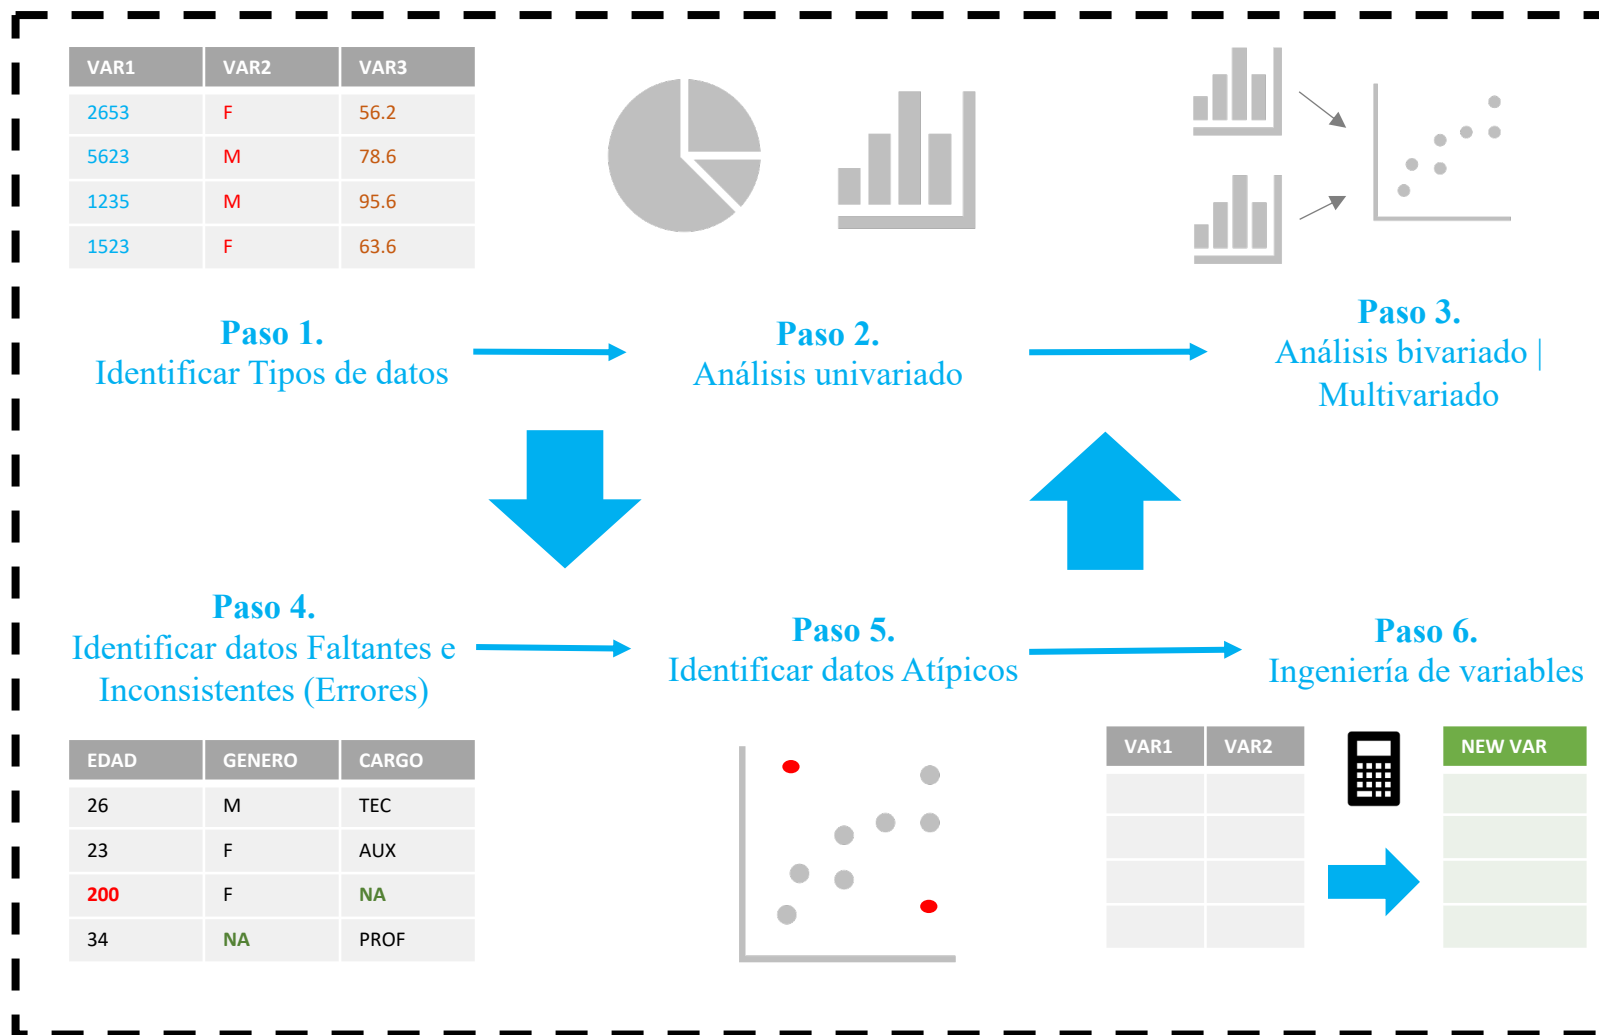 VAR1 VAR2 VAR3
2653 F 56.2
5623 M 78.6
1235 M 95.6
1523 F 63.6
Paso 1.
Identificar Tipos de datos
Paso 2.
Análisis univariado
Paso 3.
Análisis bivariado |
Multivariado
Paso 4.
Identificar datos Faltantes e
Inconsistentes (Errores)
Paso 5.
Identificar datos Atípicos
Paso 6.
Ingeniería de variables
EDAD GENERO CARGO
26 M TEC
23 F AUX
200 F NA
34 NA PROF
VAR1 VAR2
NEW VAR